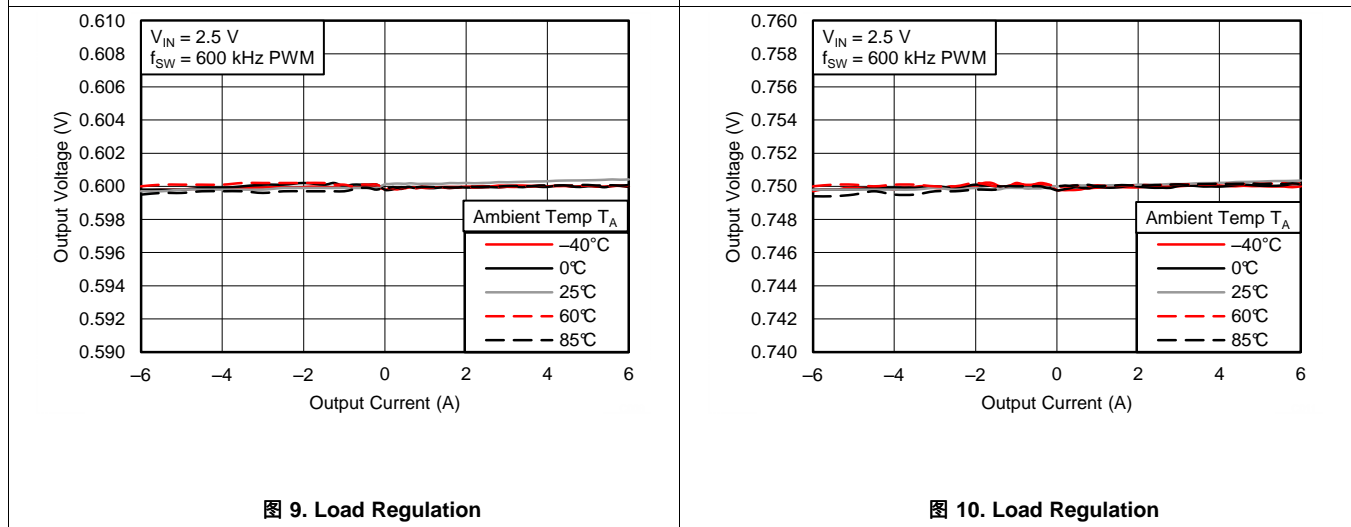 0.610
0.608
0.606
0.604
0.602
0.600
0.598
0.596
0.594
0.592
0.590
Output Voltage (V)
V_IN = 2.5 V
f_SW = 600 kHz PWM
Ambient Temp T_A
–40°C
0℃
25℃
60℃
85℃
–6 –4 –2 0 2 4 6
Output Current (A)
图 9. Load Regulation
0.760
0.758
0.756
0.754
0.752
0.750
0.748
0.746
0.744
0.742
0.740
Output Voltage (V)
V_IN = 2.5 V
f_SW = 600 kHz PWM
Ambient Temp T_A
–40°C
0℃
25℃
60℃
85℃
–6 –4 –2 0 2 4 6
Output Current (A)
图 10. Load Regulation